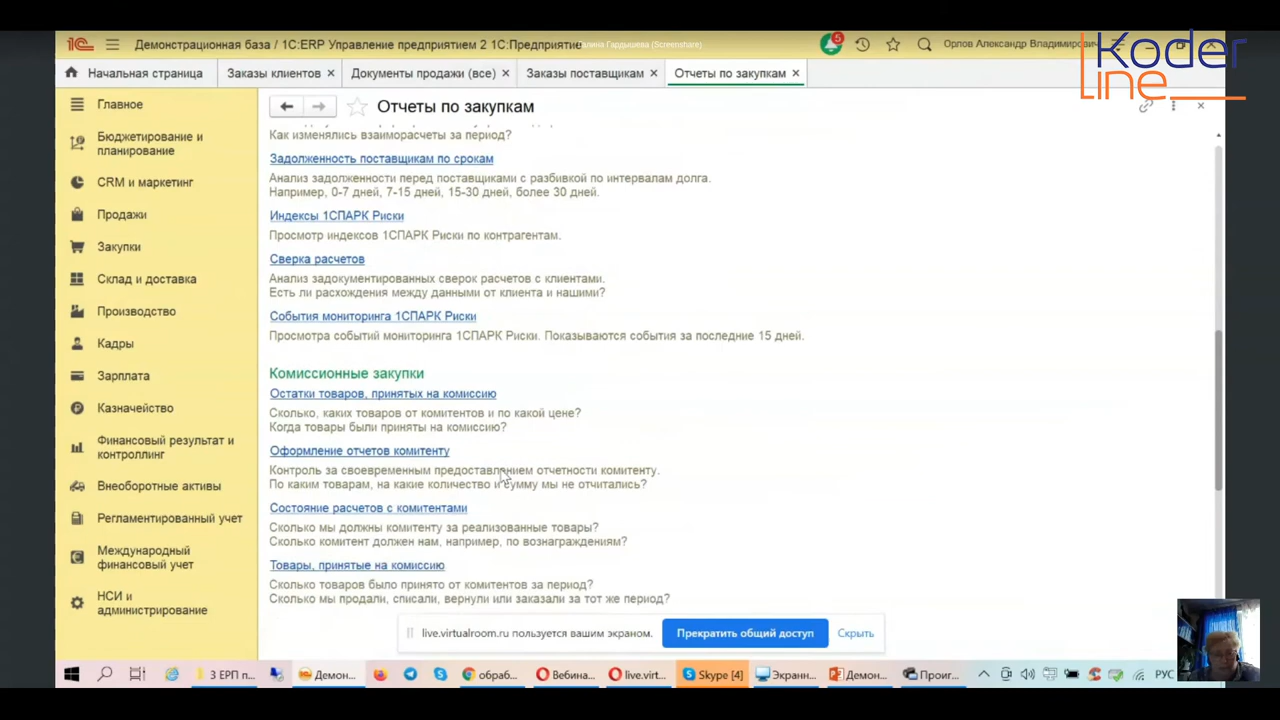 Демонстрационная база / 1С:ERP Управление предприятием 2 1С:Предприятие
Галина Гардышева (Screenshare)
5
Орлов Александр Владимирович
Koder
line
Начальная страница
Заказы клиентов ×
Документы продажи (все) ×
Заказы поставщикам ×
Отчеты по закупкам ×
Главное
Бюджетирование и
планирование
CRM и маркетинг
Продажи
Закупки
Склад и доставка
Производство
Кадры
Зарплата
Казначейство
Финансовый результат и
контроллинг
Внеоборотные активы
Регламентированный учет
Международный
финансовый учет
НСИ и
администрирование
Отчеты по закупкам
Как изменялись взаиморасчеты за период?
Задолженность поставщикам по срокам
Анализ задолженности перед поставщиками с разбивкой по интервалам долга.
Например, 0-7 дней, 7-15 дней, 15-30 дней, более 30 дней.
Индексы 1СПАРК Риски
Просмотр индексов 1СПАРК Риски по контрагентам.
Сверка расчетов
Анализ задокументированных сверок расчетов с клиентами.
Есть ли расхождения между данными от клиента и нашими?
События мониторинга 1СПАРК Риски
Просмотра событий мониторинга 1СПАРК Риски. Показываются события за последние 15 дней.
Комиссионные закупки
Остатки товаров, принятых на комиссию
Сколько, каких товаров от комитентов и по какой цене?
Когда товары были приняты на комиссию?
Оформление отчетов комитенту
Контроль за своевременным предоставлением отчетности комитенту.
По каким товарам, на какие количество и сумму мы не отчитались?
Состояние расчетов с комитентами
Сколько мы должны комитенту за реализованные товары?
Сколько комитент должен нам, например, по вознаграждениям?
Товары, принятые на комиссию
Сколько товаров было принято от комитентов за период?
Сколько мы продали, списали, вернули или заказали за тот же период?
live.virtualroom.ru пользуется вашим экраном.
Прекратить общий доступ
Скрыть
3 ЕРП п...
Демон...
обраб...
Вебина...
live.virt...
Skype [4]
Экранн...
Демон...
Проиг...
РУС